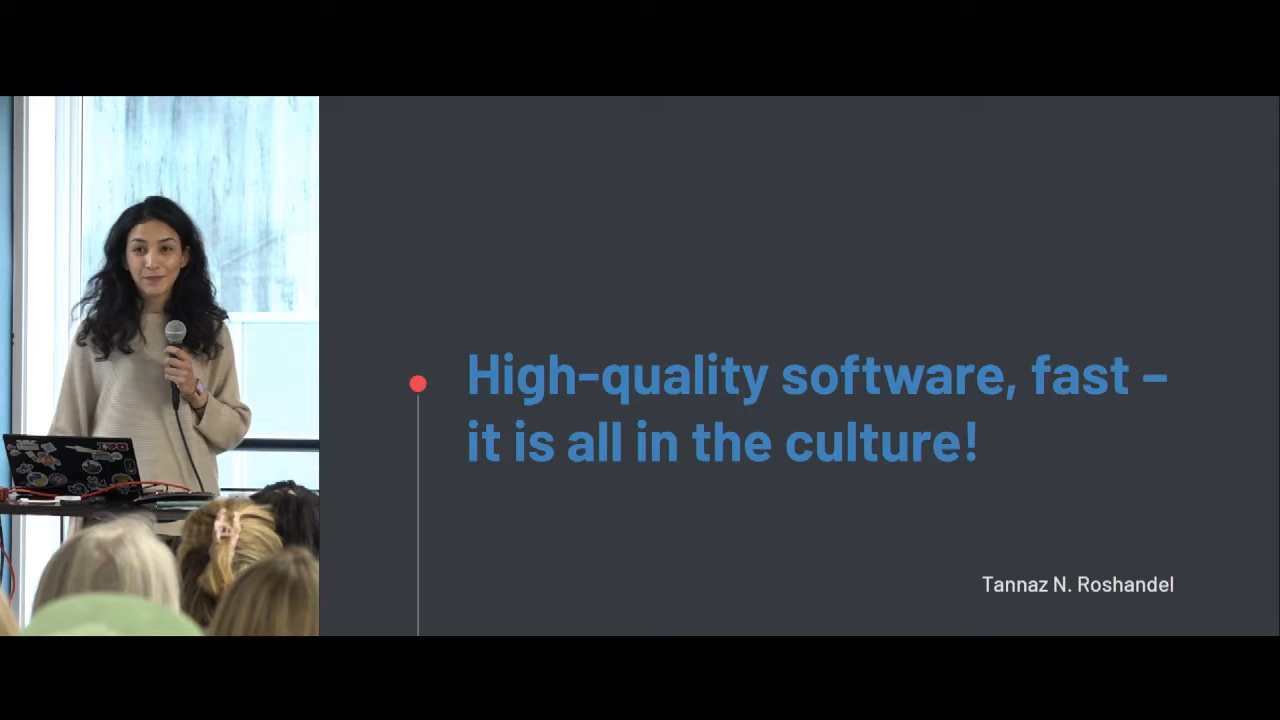 High-quality software, fast –
it is all in the culture!
Tannaz N. Roshandel